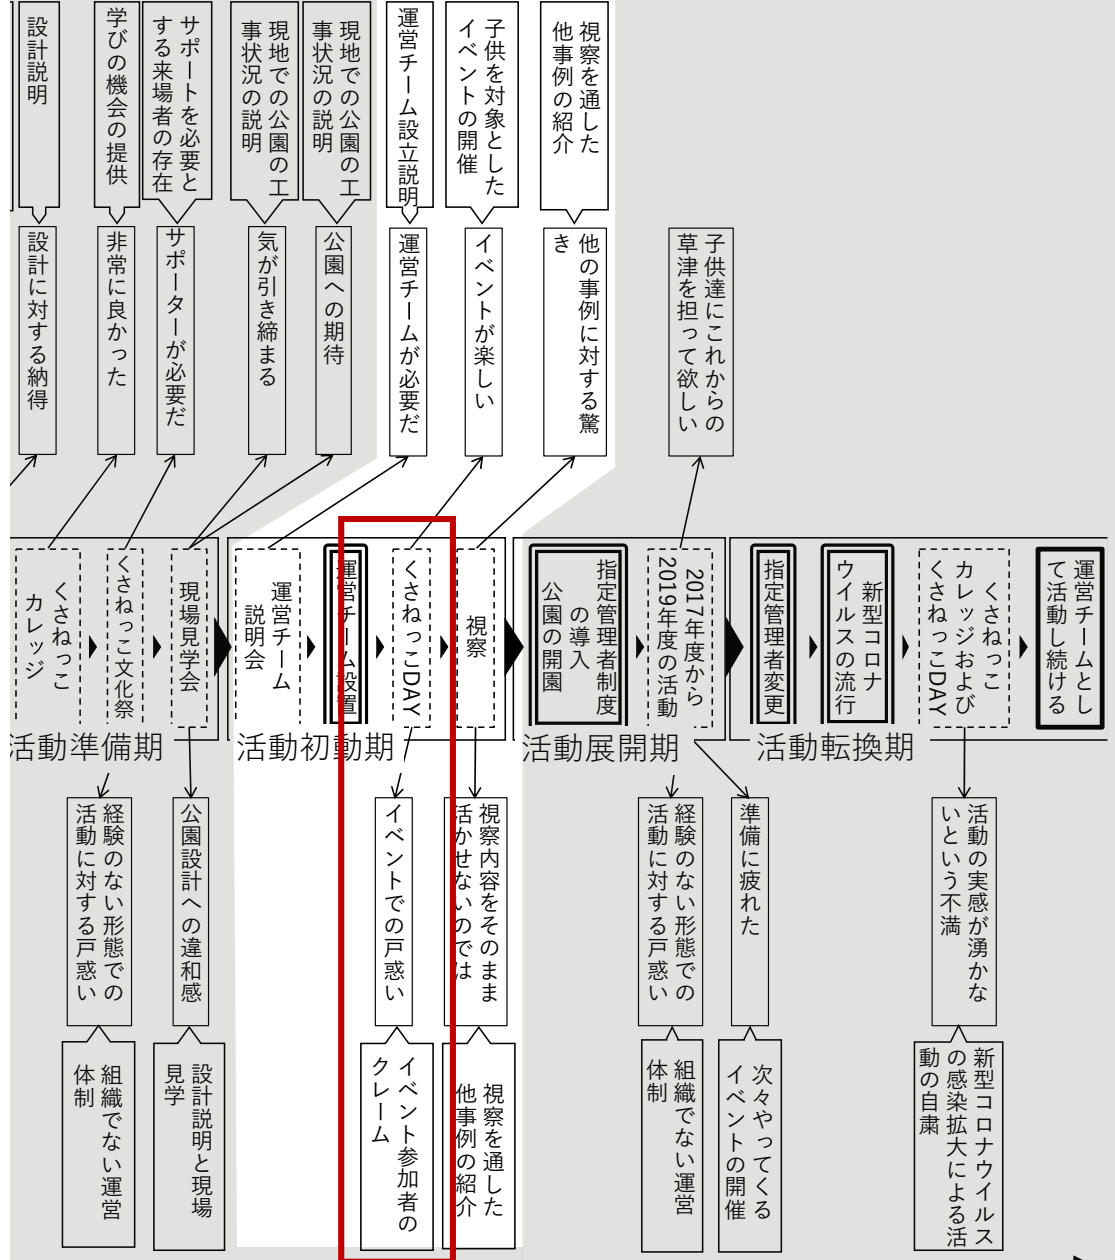 設計説明
学びの機会の提供
サポートを必要と
する来場者の存在
現地での公園の工
事状況の説明
現地での公園の工
事状況の説明
運営チーム設立説明
子供を対象とした
イベントの開催
視察を通した
他事例の紹介
設計に対する納得
非常に良かった
サポーターが必要だ
気が引き締まる
公園への期待
運営チームが必要だ
イベントが楽しい
他の事例に対する驚
き
子供達にこれからの
草津を担って欲しい
くさねっこ
カレッジ
くさねっこ文化祭
現場見学会
運営チーム
説明会
運営チーム設置
くさねっこDAY
視察
指定管理者制度
の導入
公園の開園
2017年度から
2019年度の活動
指定管理者変更
新型コロナ
ウイルスの流行
くさねっこ
カレッジおよび
くさねっこDAY
運営チームとし
て活動し続ける
活動準備期
活動初動期
活動展開期
活動転換期
経験のない形態での
活動に対する戸惑い
公園設計への違和感
イベントでの戸惑い
視察内容をそのまま
活かせないのでは
経験のない形態での
活動に対する戸惑い
準備に疲れた
活動の実感が湧かな
いという不満
組織でない運営
体制
設計説明と現場
見学
イベント参加者の
クレーム
視察を通した
他事例の紹介
組織でない運営
体制
次々やってくる
イベントの開催
新型コロナウイルス
の感染拡大による活
動の自粛